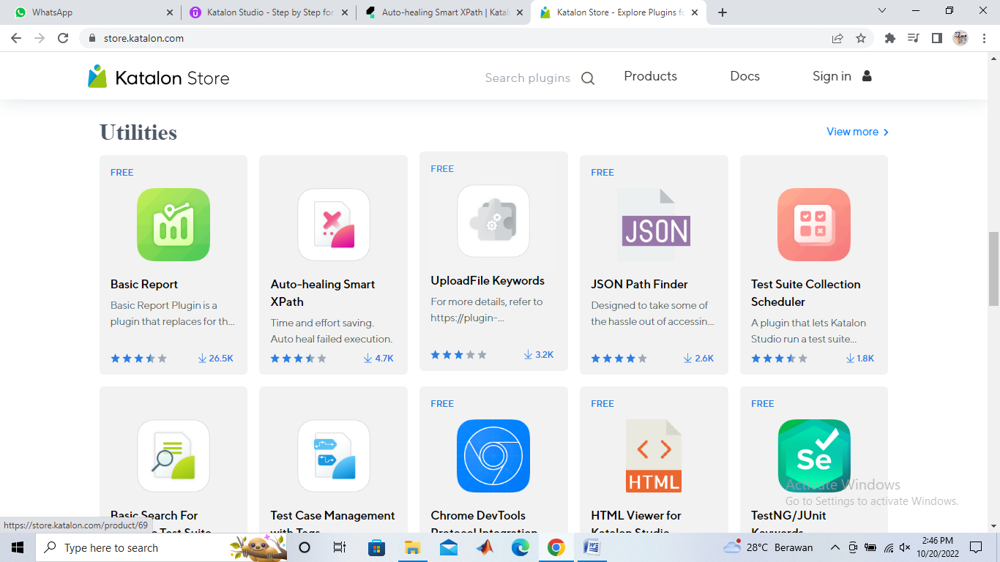 WhatsApp
Katalon Studio - Step by Step for
Auto-healing Smart XPath | Katal
Katalon Store - Explore Plugins fo
store.katalon.com
Katalon Store
Search plugins
Products
Docs
Sign in
Utilities
View more
FREE
Basic Report
Basic Report Plugin is a
plugin that replaces for th...
26.5K
Auto-healing Smart
XPath
Time and effort saving.
Auto heal failed execution.
4.7K
FREE
UploadFile Keywords
For more details, refer to
https://plugin-...
3.2K
FREE
JSON
JSON Path Finder
Designed to take some of
the hassle out of accessin...
2.6K
Test Suite Collection
Scheduler
A plugin that lets Katalon
Studio run a test suite...
1.8K
Basic Search For
Test Suite
Test Case Management
with Tags
FREE
Chrome DevTools
Protocol Integration
FREE
HTML
HTML Viewer for
Katalon Studio
FREE
Se
TestNG/JUnit
Keywords
Activate Windows
Go to Settings to activate Windows.
https://store.katalon.com/product/69
Type here to search
28°C Berawan
2:46 PM
10/20/2022